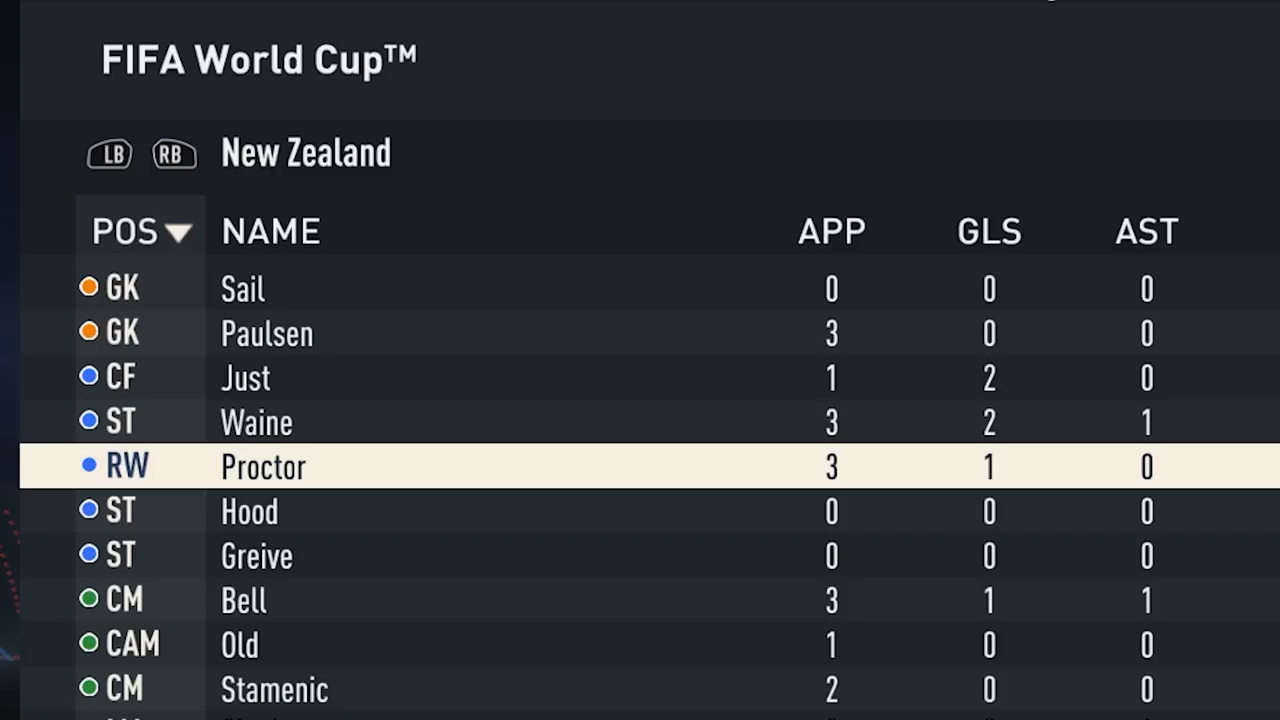 FIFA World Cup™
LB RB New Zealand
POS NAME APP GLS AST
GK Sail 0 0 0
GK Paulsen 3 0 0
CF Just 1 2 0
ST Waine 3 2 1
RW Proctor 3 1 0
ST Hood 0 0 0
ST Greive 0 0 0
CM Bell 3 1 1
CAM Old 1 0 0
CM Stamenic 2 0 0